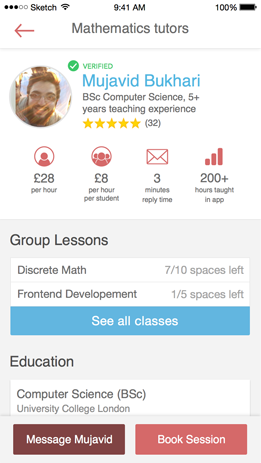 Sketch 9:41 AM 100%
Mathematics tutors
VERIFIED
Mujavid Bukhari
BSc Computer Science, 5+
years teaching experience
(32)
£28 £8 3 200+
per hour per hour minutes hours taught
per student reply time in app
Group Lessons
Discrete Math 7/10 spaces left
Frontend Developement 1/5 spaces left
See all classes
Education
Computer Science (BSc)
University College London
Message Mujavid Book Session